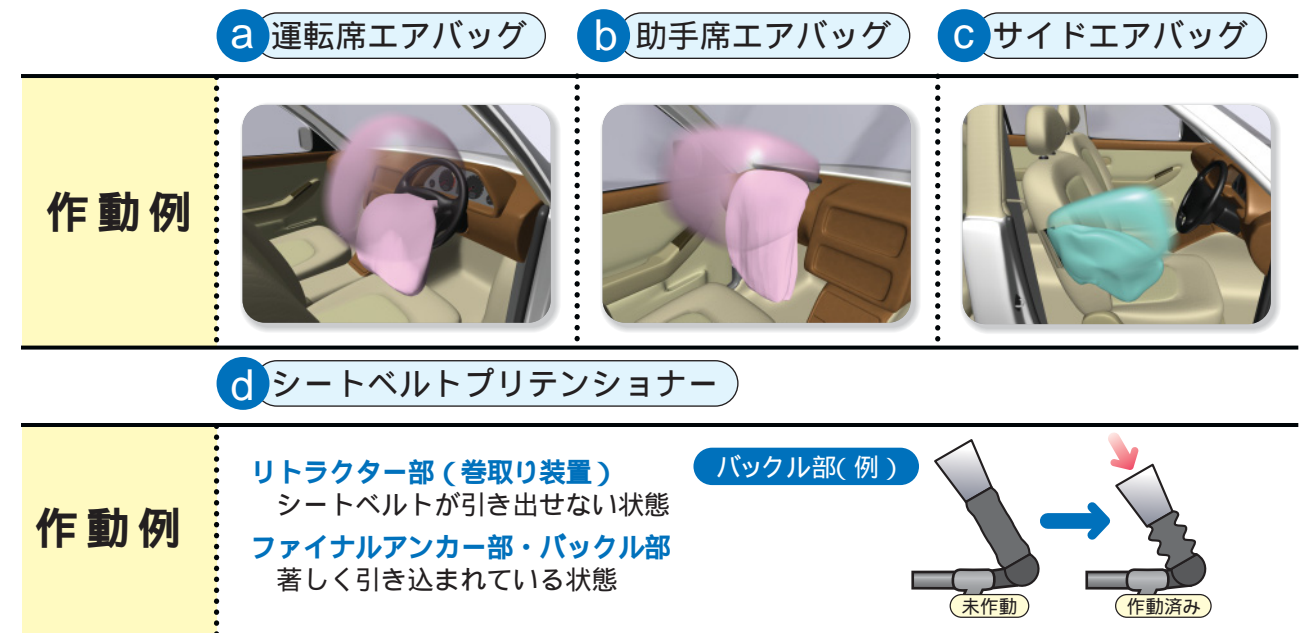 a 運転席エアバッグ
b 助手席エアバッグ
c サイドエアバッグ
作動例
d シートベルトプリテンショナー
作動例
リトラクター部（巻取り装置）
シートベルトが引き出せない状態
ファイナルアンカー部・バックル部
著しく引き込まれている状態
バックル部(例)
未作動
作動済み